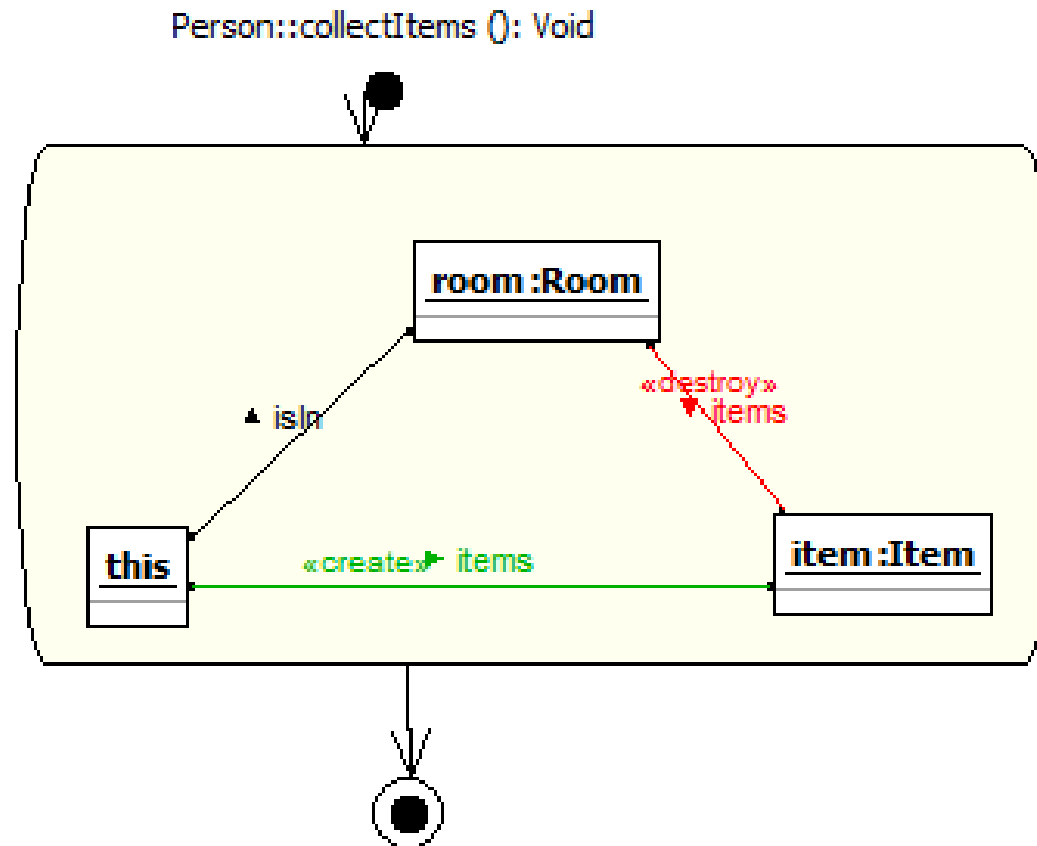 Person::collectItems (): Void
room :Room
«destroy»
items
isIn
this
«create» items
item :Item